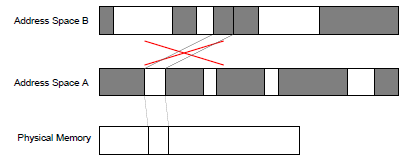 Address Space B
Address Space A
Physical Memory